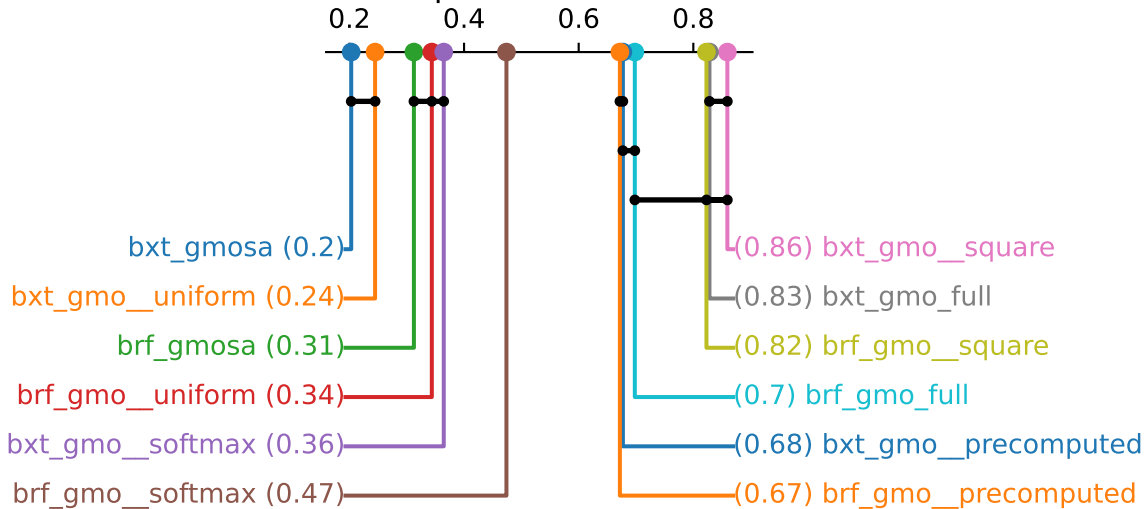 0.2 0.4 0.6 0.8
bxt_gmosa (0.2)
(0.86) bxt_gmo__square
bxt_gmo__uniform (0.24)
(0.83) bxt_gmo_full
brf_gmosa (0.31)
(0.82) brf_gmo__square
brf_gmo__uniform (0.34)
(0.7) brf_gmo_full
bxt_gmo__softmax (0.36)
(0.68) bxt_gmo__precomputed
brf_gmo__softmax (0.47)
(0.67) brf_gmo__precomputed